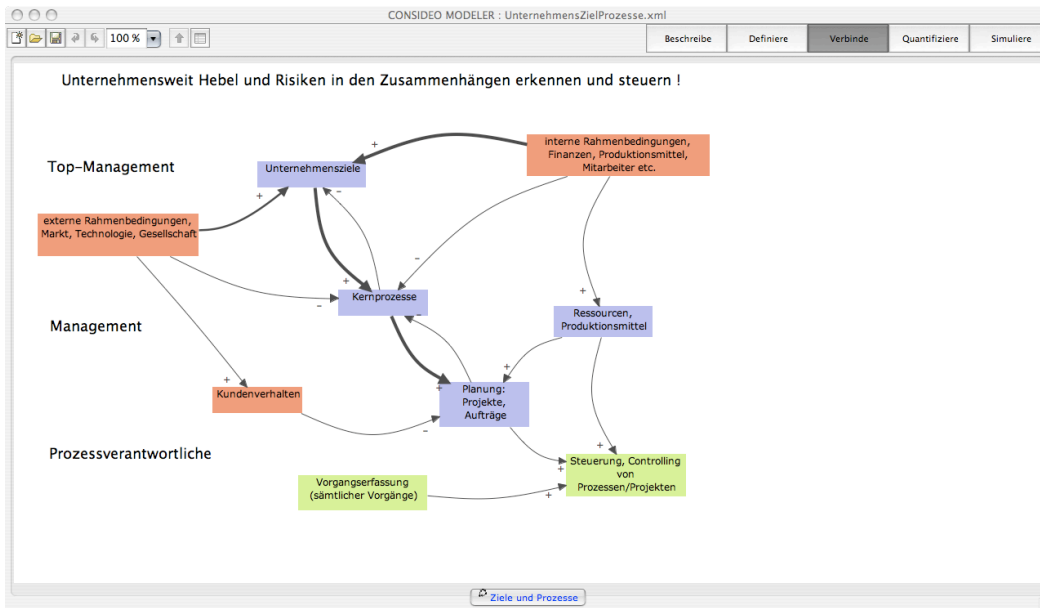 CONSIDEO MODELER : UnternehmensZielProzesse.xml
100 %
Beschreibe
Definiere
Verbinde
Quantifiziere
Simuliere
Unternehmensweit Hebel und Risiken in den Zusammenhängen erkennen und steuern !
interne Rahmenbedingungen,
Finanzen, Produktionsmittel,
Mitarbeiter etc.
+
Top-Management
Unternehmensziele
+
-
externe Rahmenbedingungen,
Markt, Technologie, Gesellschaft
-
+
+
Kernprozesse
-
-
Management
Ressourcen,
Produktionsmittel
+
+
Kundenverhalten
+
Planung:
Projekte,
Aufträge
-
+
Prozessverantwortliche
Steuerung, Controlling
von
Prozessen/Projekten
+
Vorgangserfassung
(sämtlicher Vorgänge)
+
Ziele und Prozesse